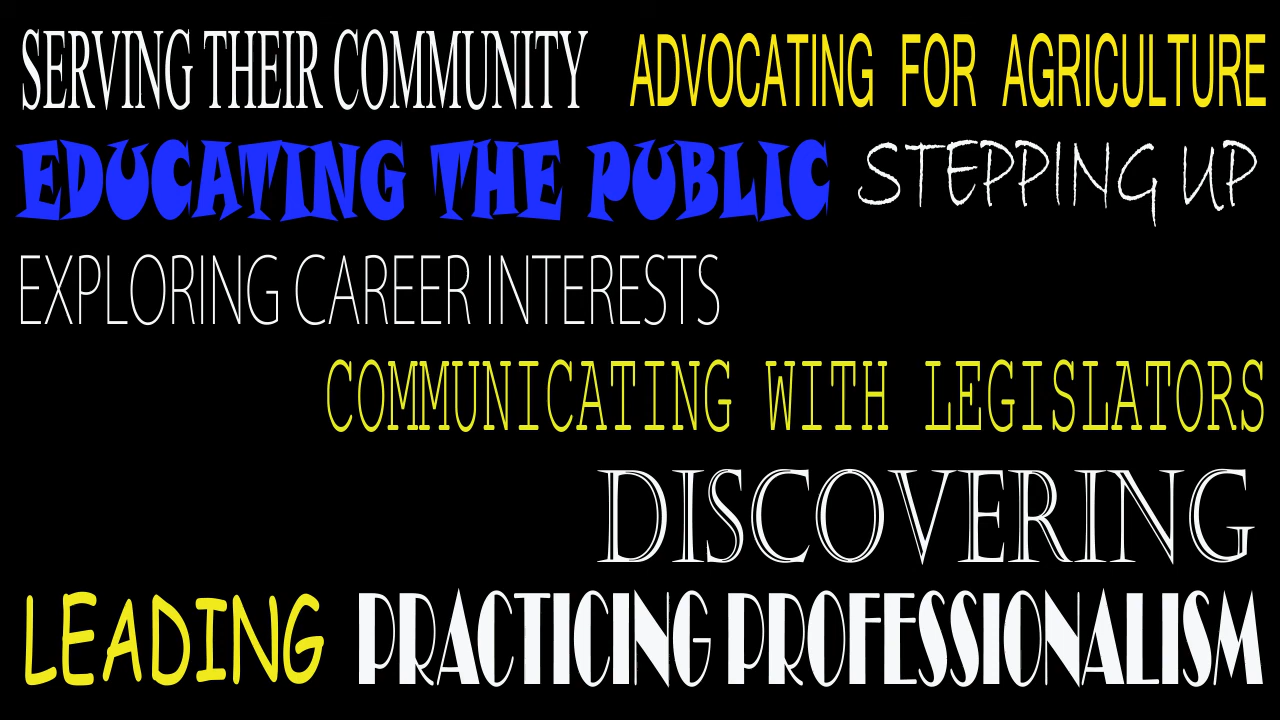 SERVING THEIR COMMUNITY ADVOCATING FOR AGRICULTURE
EDUCATING THE PUBLIC STEPPING UP
EXPLORING CAREER INTERESTS
COMMUNICATING WITH LEGISLATORS
DISCOVERING
LEADING PRACTICING PROFESSIONALISM